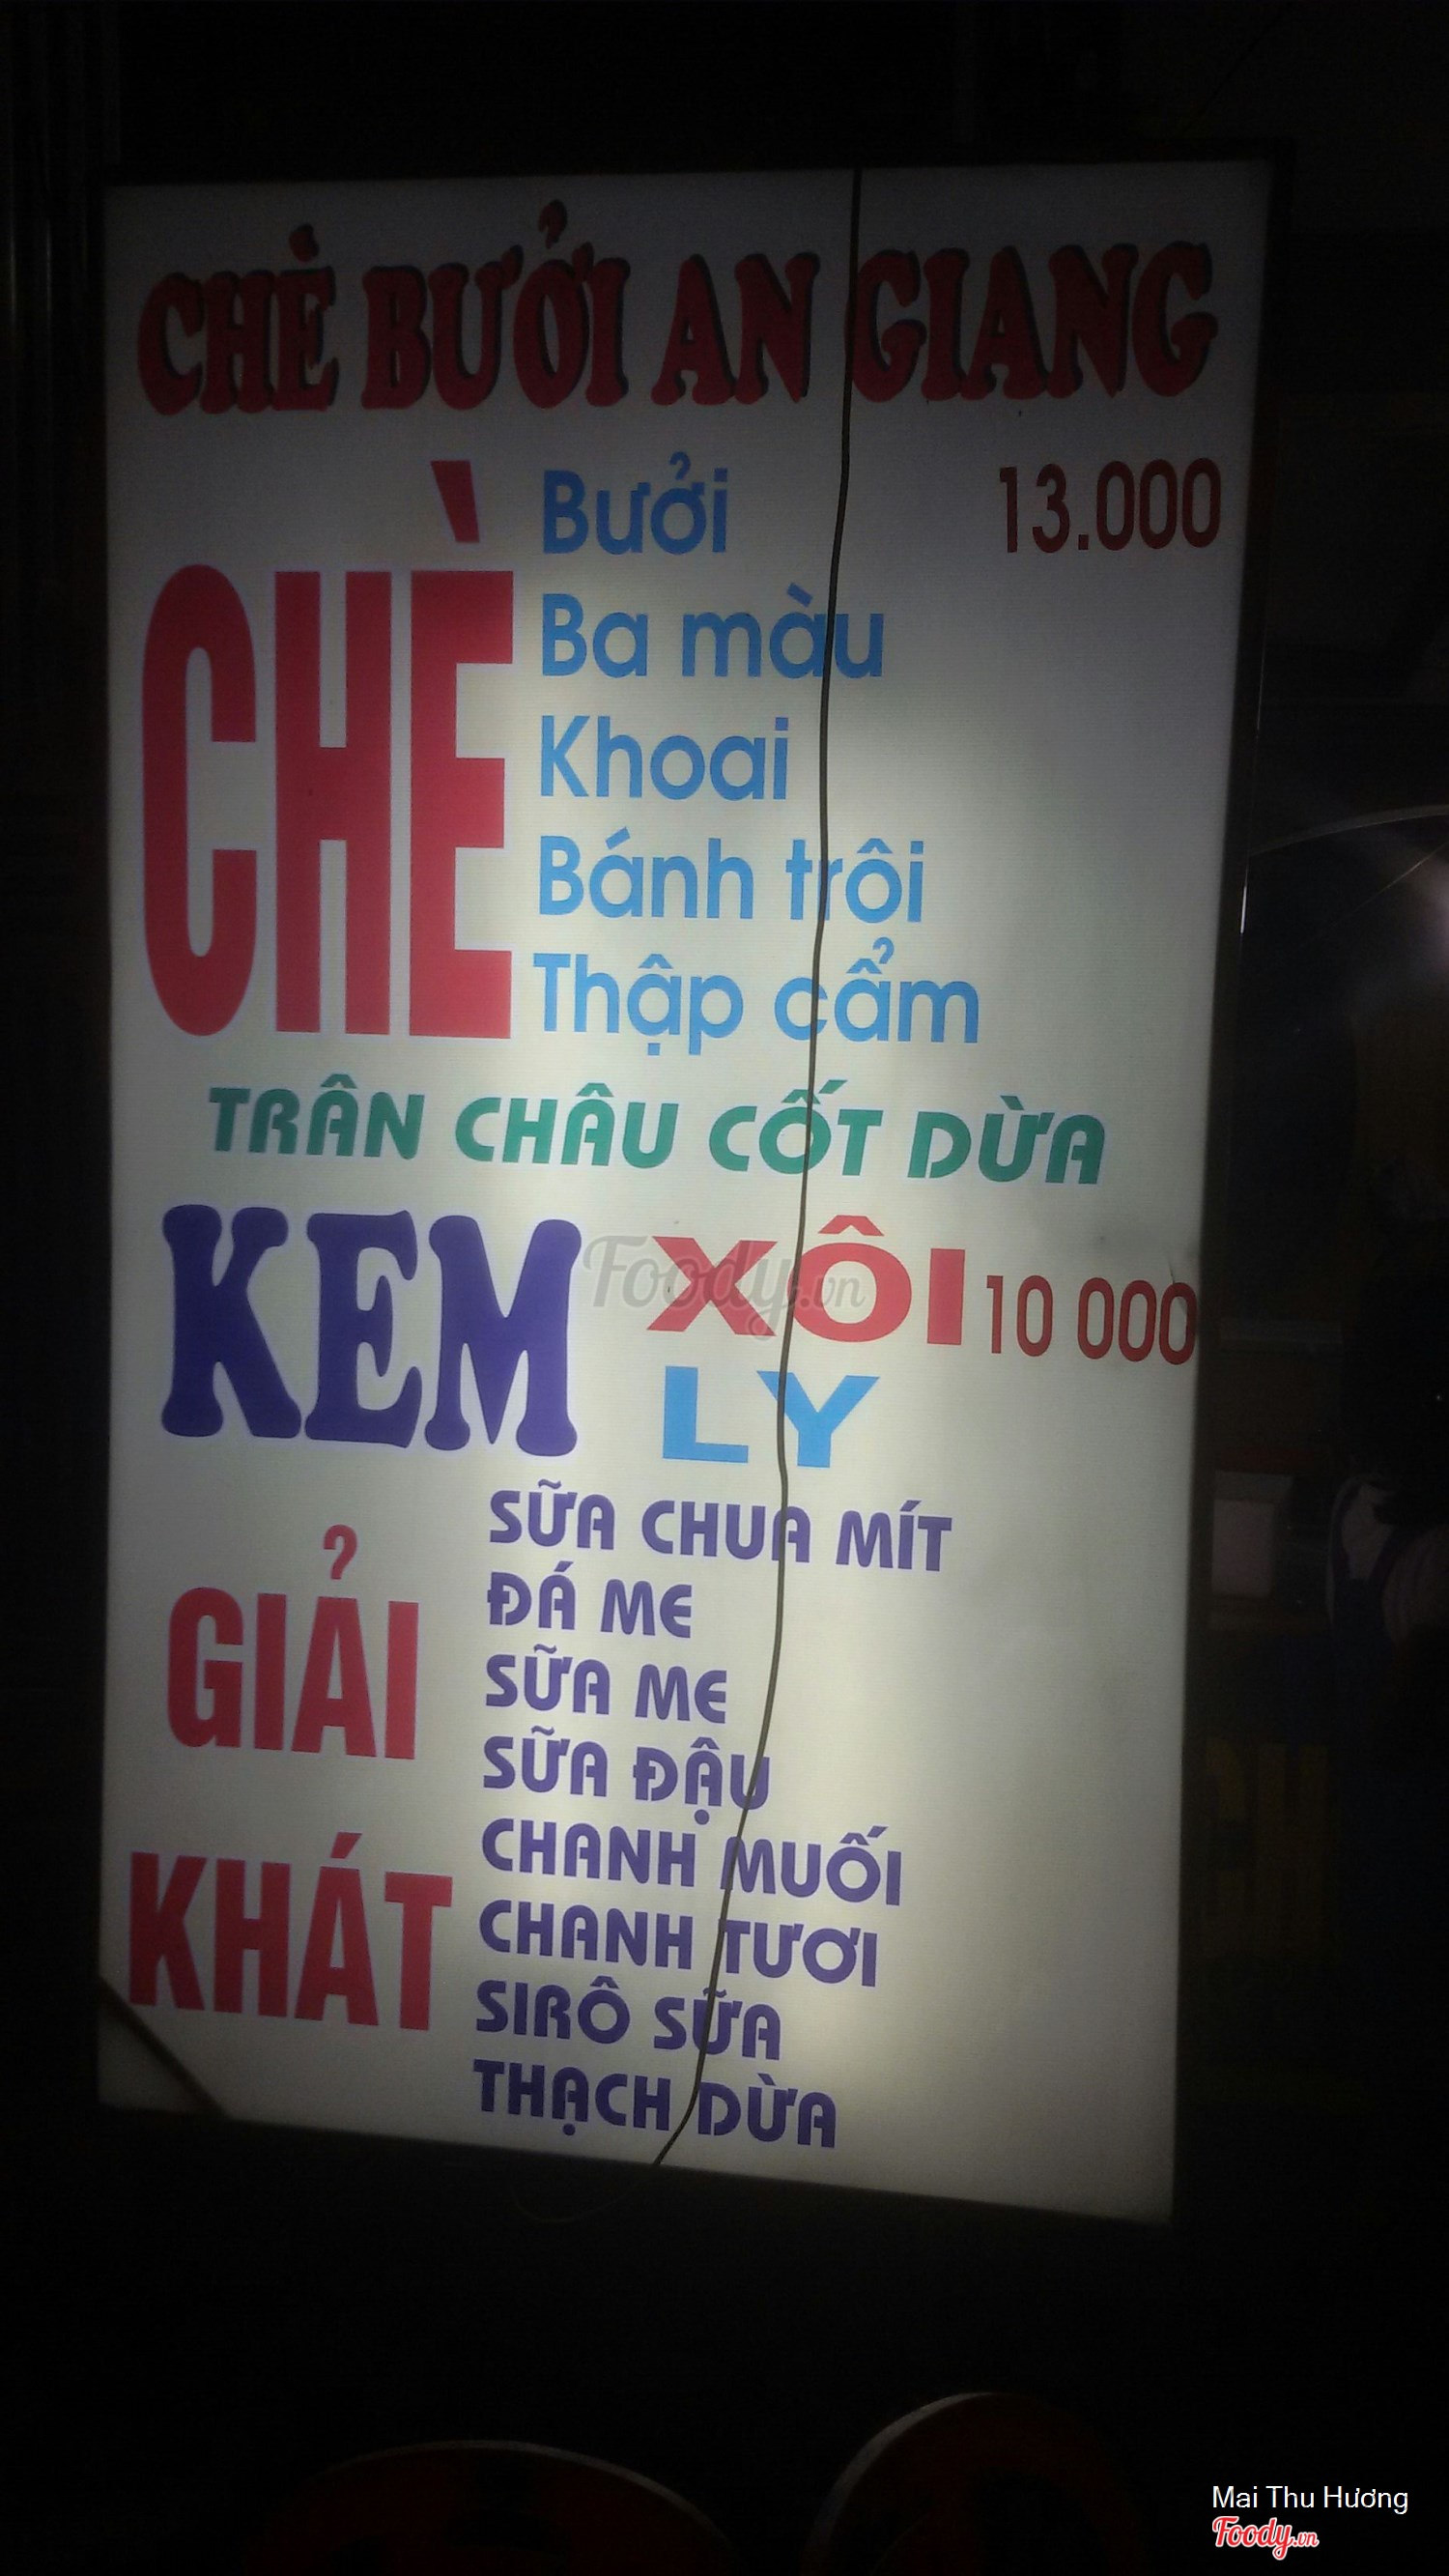 CHÈ BƯỞI AN GIANG
CHÈ
Bưởi 13.000
Ba màu
Khoai
Bánh trôi
Thập cẩm
TRÂN CHÂU CỐT DỪA
KEM
XÔI 10 000
LY
GIẢI KHÁT
SỮA CHUA MÍT
ĐÁ ME
SỮA ME
SỮA ĐẬU
CHANH MUỐI
CHANH TƯƠI
SIRÔ SỮA
THẠCH DỪA
Foody.vn
Mai Thu Hương
Foody.vn